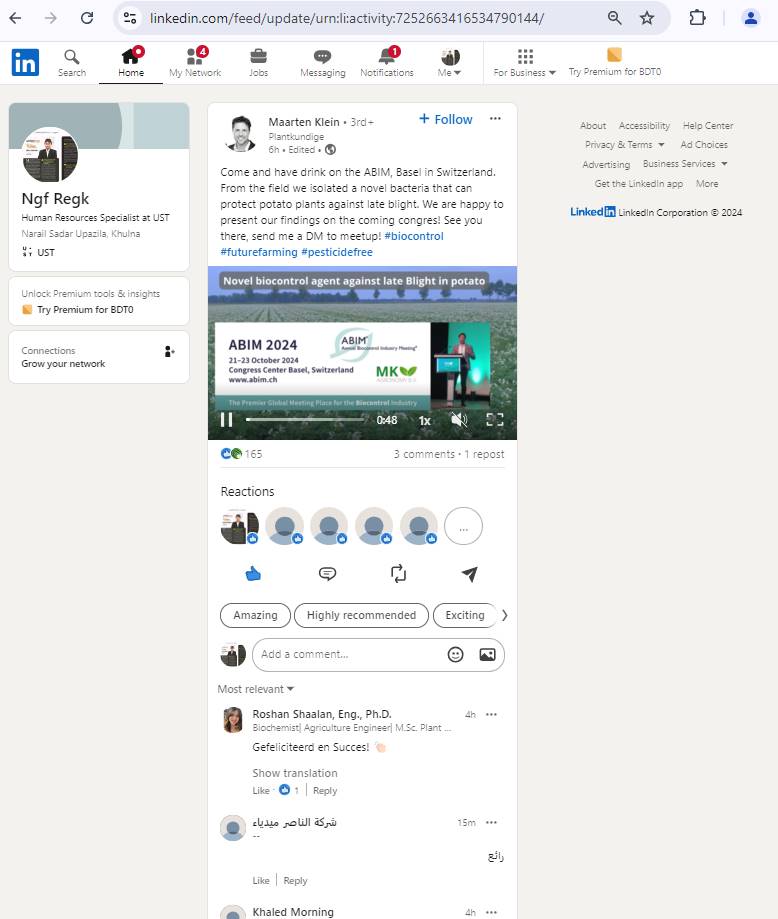 linkedin.com/feed/update/urn:li:activity:7252663416534790144/
in
Search
Home
4
My Network
Jobs
Messaging
1
Notifications
Me
For Business
Try Premium for BDT0
Ngf Regk
Human Resources Specialist at UST
Narail Sadar Upazila, Khulna
UST
Unlock Premium tools & insights
Try Premium for BDT0
Connections
Grow your network
Maarten Klein • 3rd+
+ Follow
Plantkundige
6h • Edited •
Come and have drink on the ABIM, Basel in Switzerland.
From the field we isolated a novel bacteria that can
protect potato plants against late blight. We are happy to
present our findings on the coming congres! See you
there, send me a DM to meetup! #biocontrol
#futurefarming #pesticidefree
Novel biocontrol agent against late Blight in potato
ABIM 2024
21–23 October 2024
Congress Center Basel, Switzerland
www.abim.ch
ABIM
Annual Biocontrol Industry Meeting
MK
AGRONOMY B.V.
The Premier Global Meeting Place for the Biocontrol Industry
0:48
1x
165
3 comments • 1 repost
Reactions
...
Amazing
Highly recommended
Exciting
Add a comment...
Most relevant
Roshan Shaalan, Eng., Ph.D.
4h
Biochemist| Agriculture Engineer| M.Sc. Plant ...
Gefeliciteerd en Succes! 👏🏻
Show translation
Like · 1 | Reply
شركة الناصر ميدياء
15m
--
رائع
Like | Reply
Khaled Morning
4h
About
Accessibility
Help Center
Privacy & Terms
Ad Choices
Advertising
Business Services
Get the LinkedIn app
More
LinkedIn LinkedIn Corporation © 2024